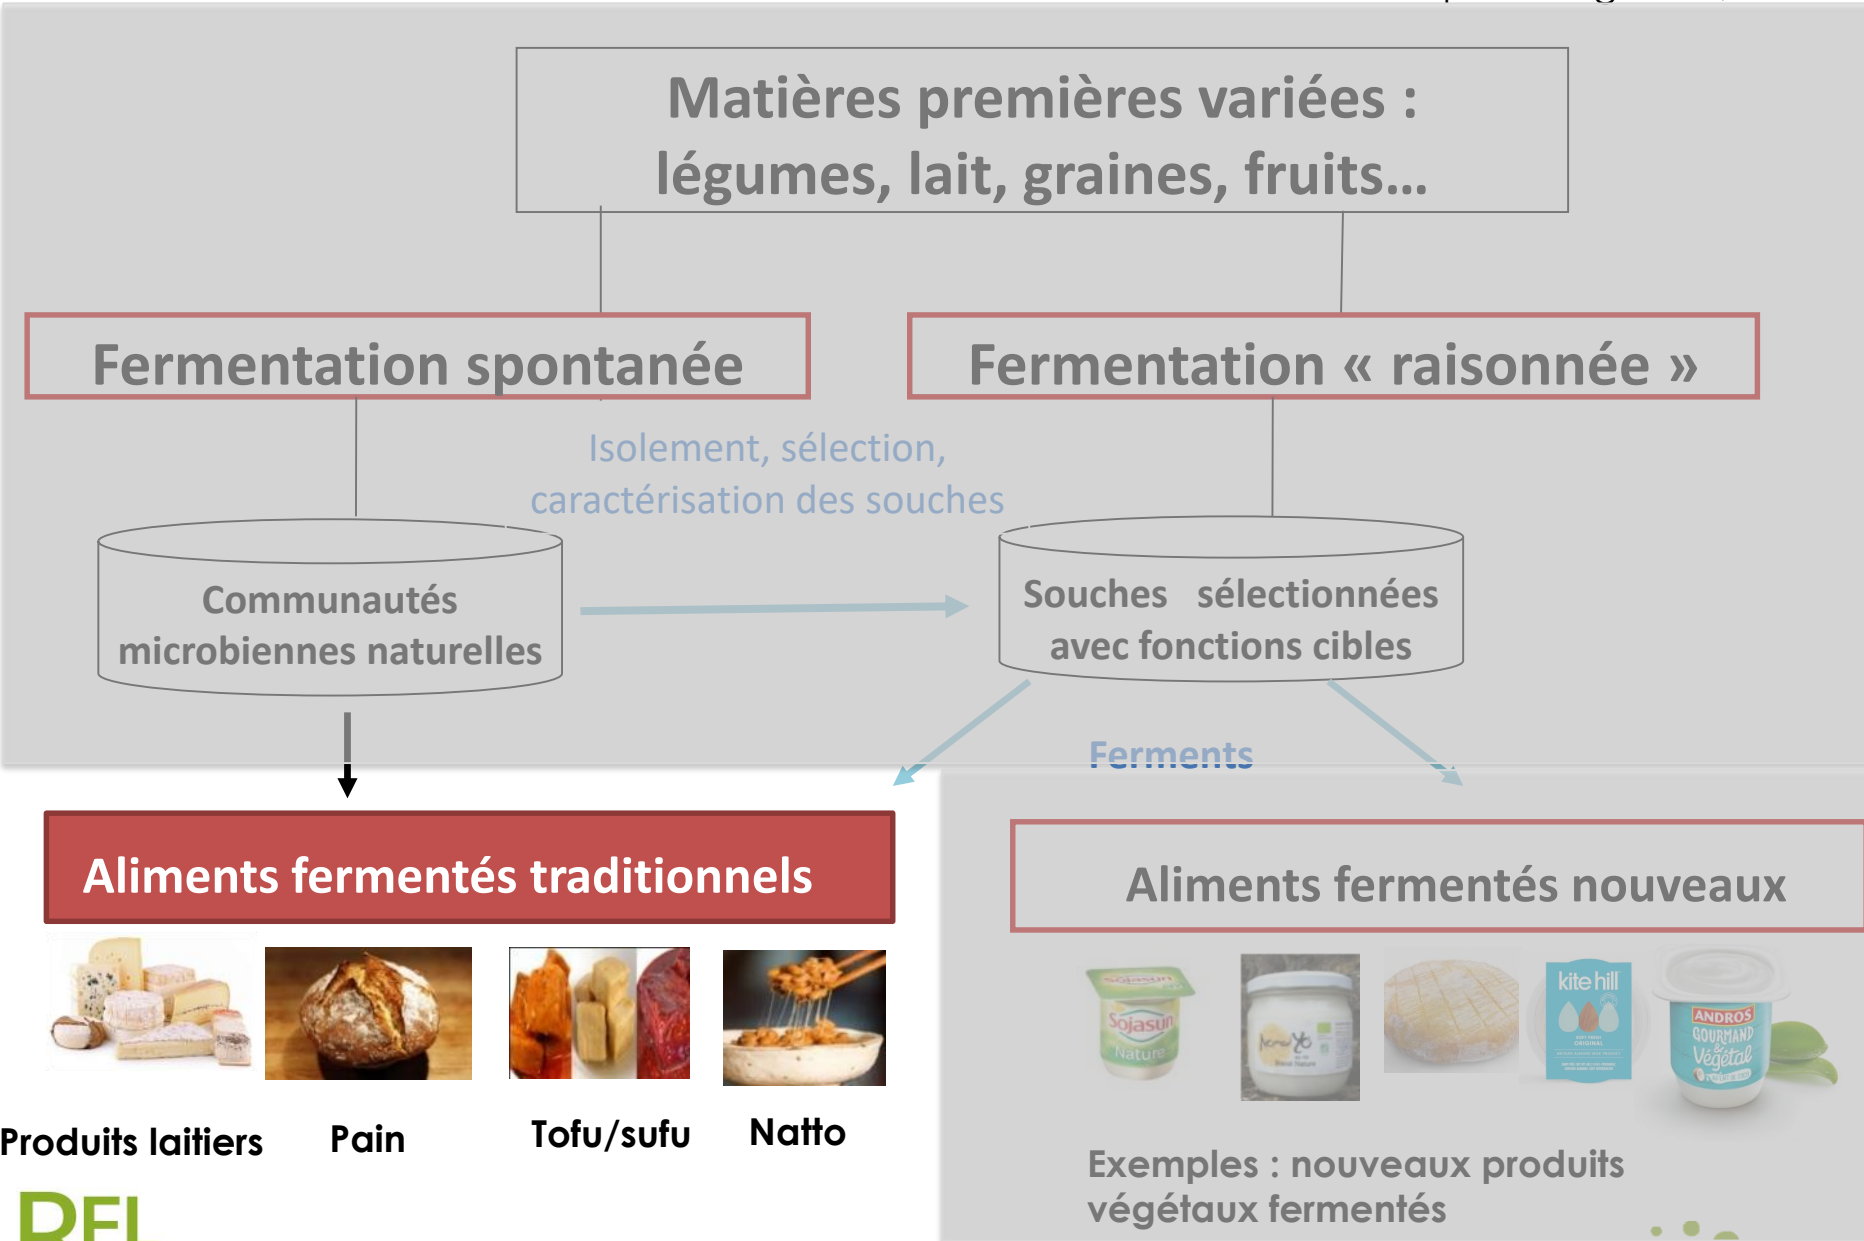 Matières premières variées :
légumes, lait, graines, fruits…
Fermentation spontanée
Fermentation « raisonnée »
Isolement, sélection,
caractérisation des souches
Communautés
microbiennes naturelles
Souches sélectionnées
avec fonctions cibles
Ferments
Aliments fermentés traditionnels
Aliments fermentés nouveaux
Sojasun
Nature
kite hill
ORIGINAL
ANDROS
GOURMAND
&
Végétal
Produits laitiers
Pain
Tofu/sufu
Natto
Exemples : nouveaux produits
végétaux fermentés